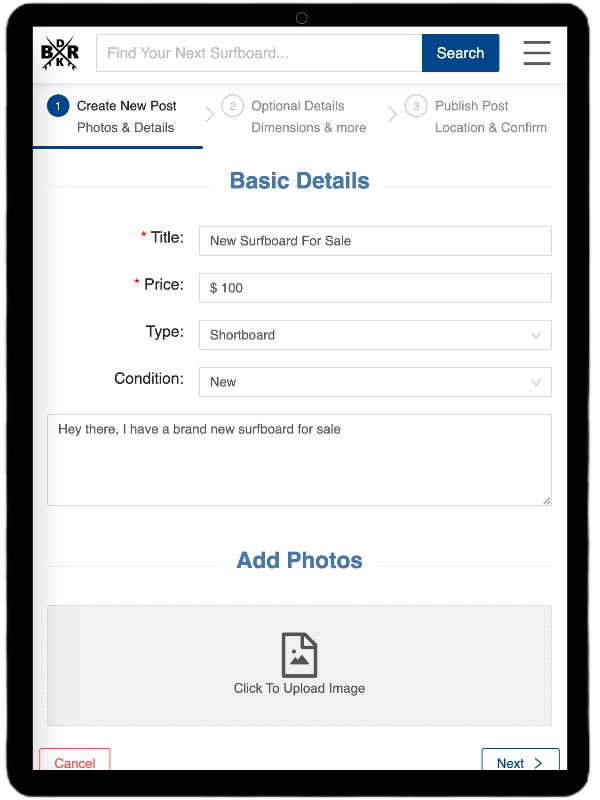 BDRK
Find Your Next Surfboard...
Search
1 Create New Post
Photos & Details
2 Optional Details
Dimensions & more
3 Publish Post
Location & Confirm
Basic Details
* Title: New Surfboard For Sale
* Price: $ 100
Type: Shortboard
Condition: New
Hey there, I have a brand new surfboard for sale
Add Photos
Click To Upload Image
Cancel
Next